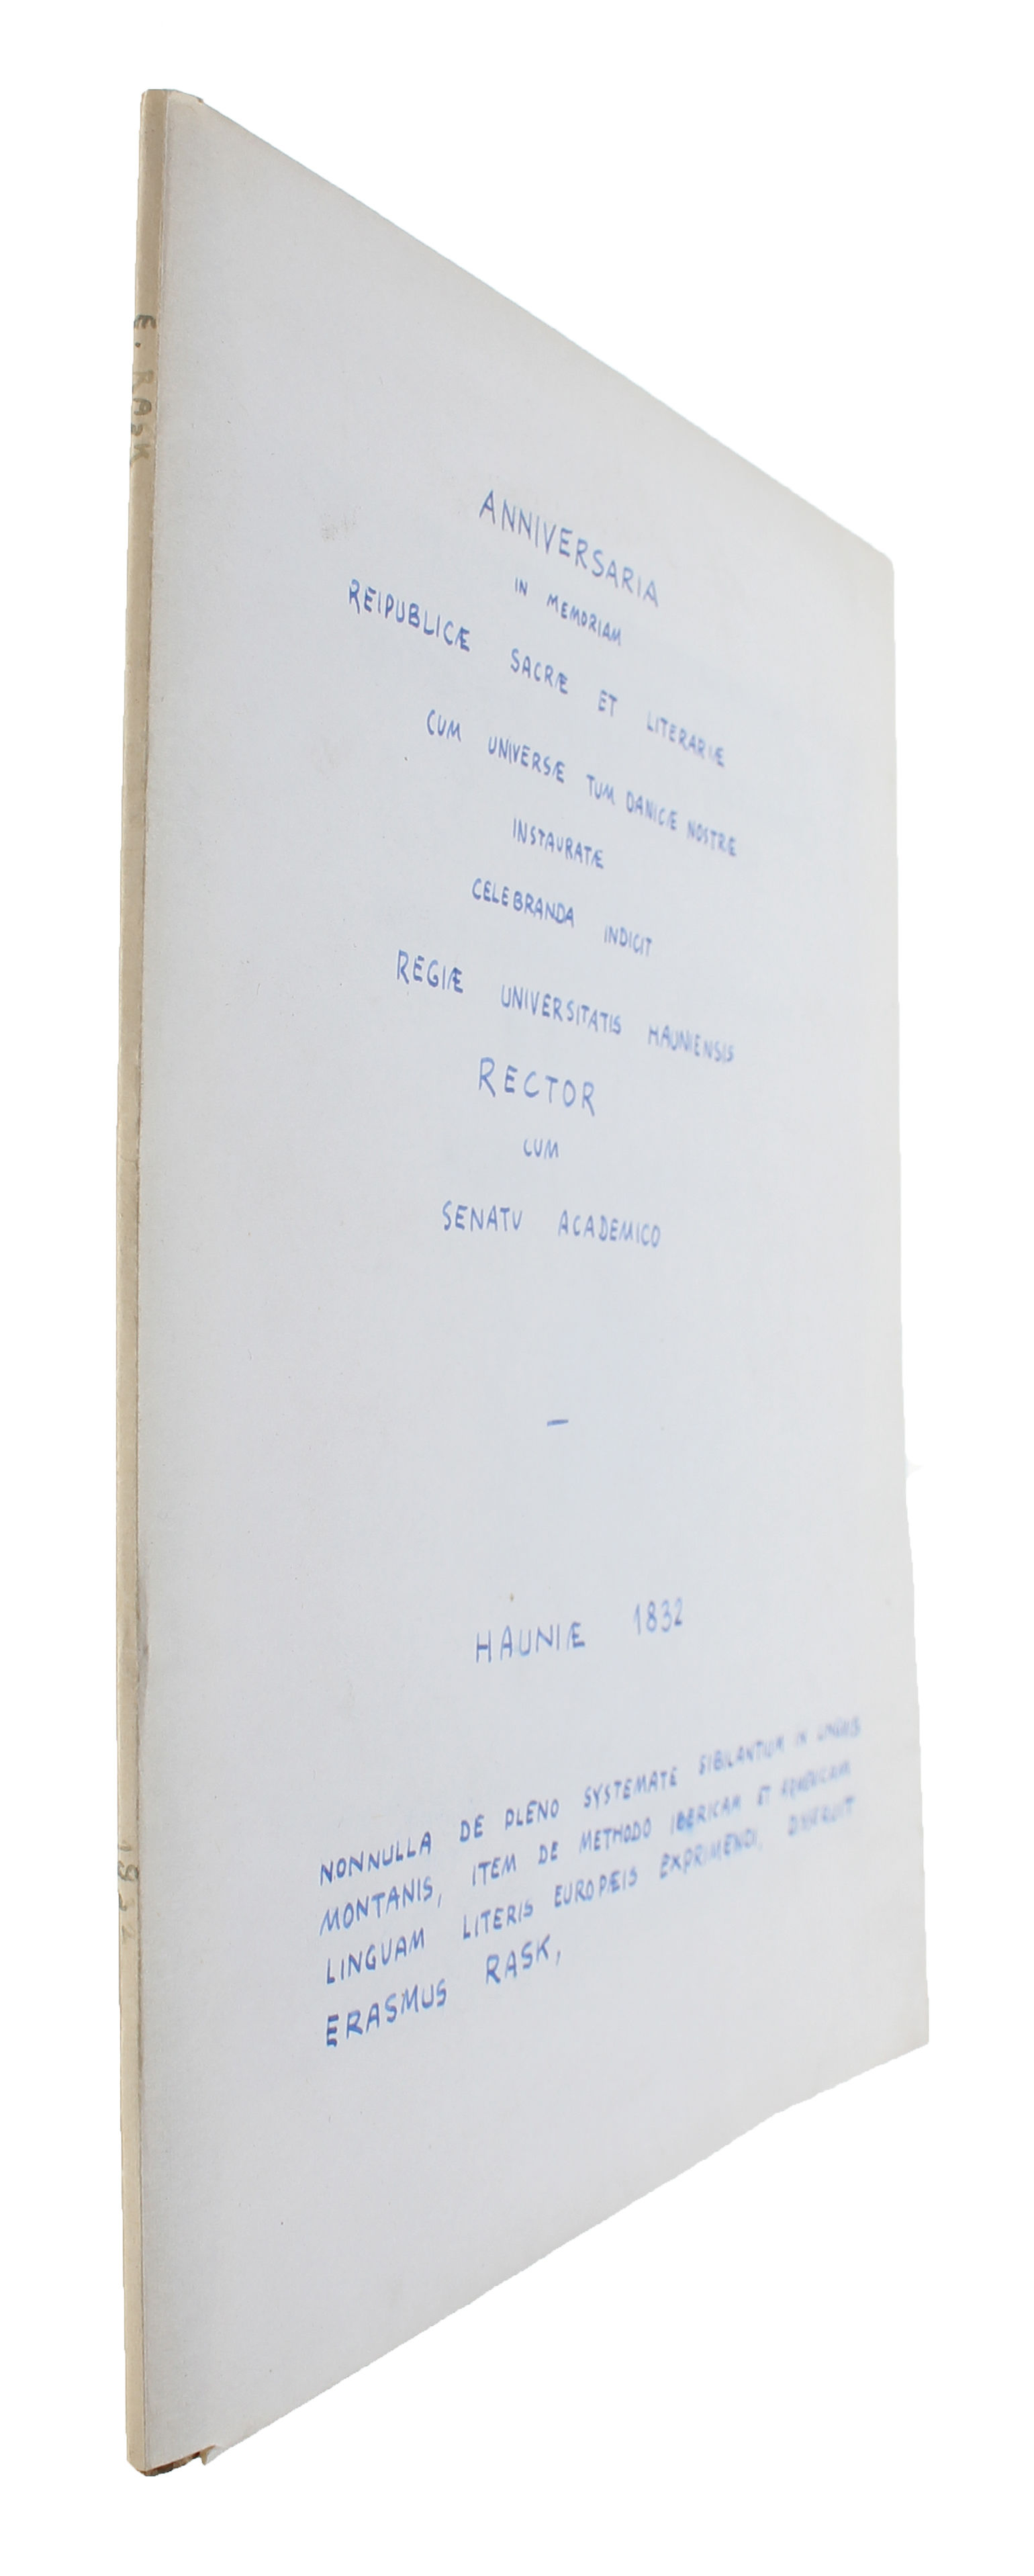 ANNIVERSARIA
IN MEMORIAM
REIPUBLICÆ SACRÆ ET LITERARIÆ
CUM UNIVERSÆ TUM DANICÆ NOSTRÆ
INSTAURATÆ
CELEBRANDA INDICIT
REGIÆ UNIVERSITATIS HAUNIENSIS
RECTOR
CUM
SENATU ACADEMICO
—
HAUNIÆ 1832
NONNULLA DE PLENO SYSTEMATE SIBILANTIUM IN LINGUIS
MONTANIS, ITEM DE METHODO IBERICAM ET
LINGUAM LITERIS EUROPÆIS EXPRIMENDI, DISSERUIT
ERASMUS RASK,
E. RASK
1832